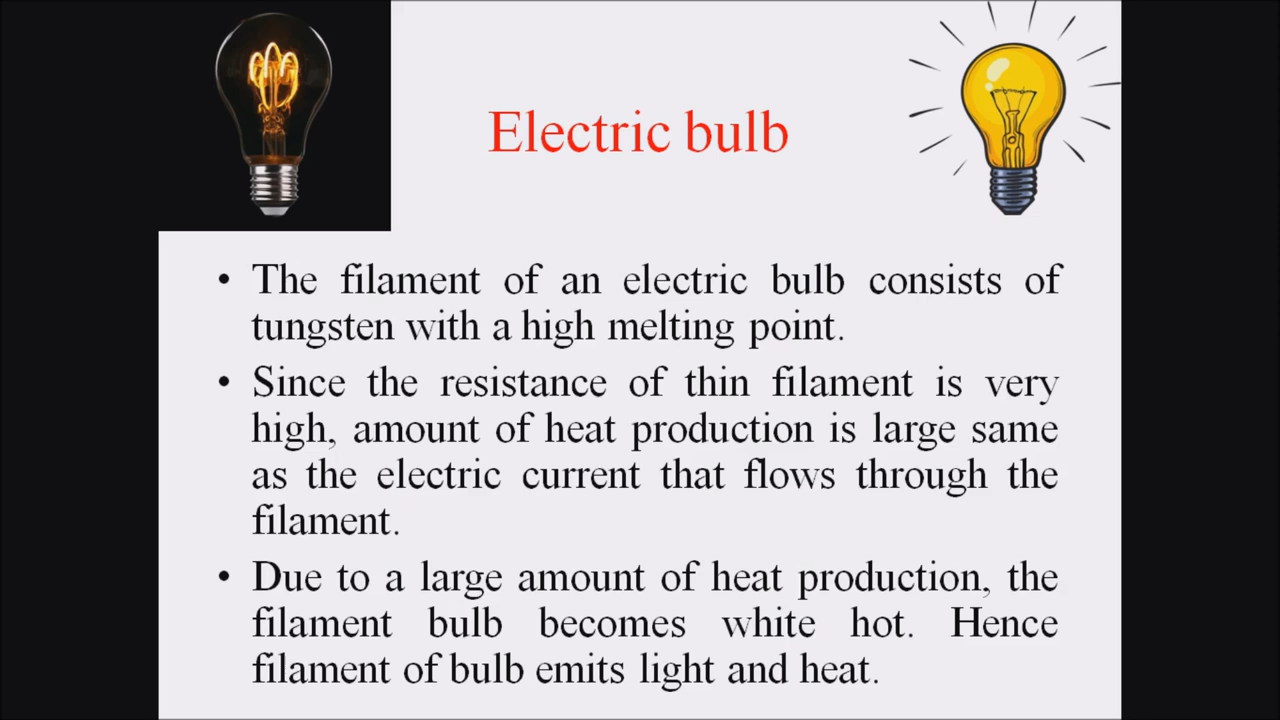 Electric bulb
• The filament of an electric bulb consists of
tungsten with a high melting point.
• Since the resistance of thin filament is very
high, amount of heat production is large same
as the electric current that flows through the
filament.
• Due to a large amount of heat production, the
filament bulb becomes white hot. Hence
filament of bulb emits light and heat.